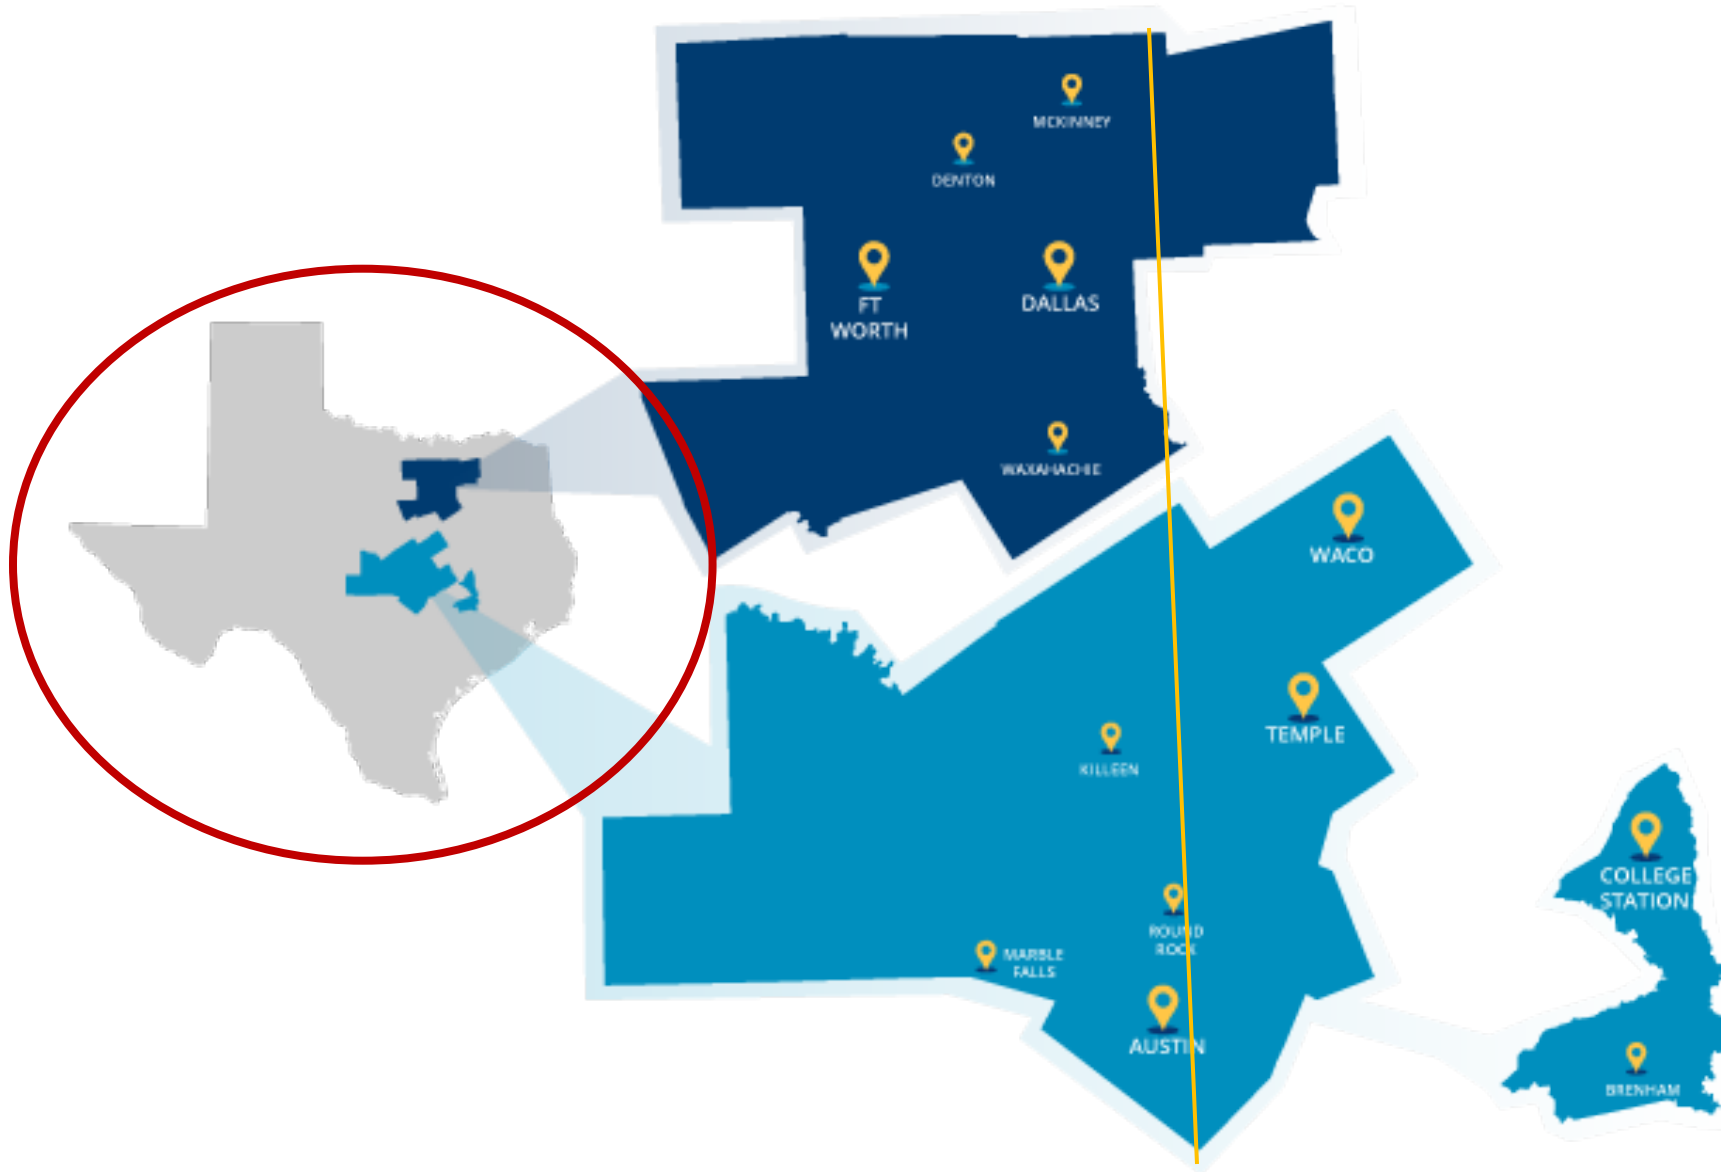 MCKINNEY
DENTON
FT
WORTH
DALLAS
WAXAHACHIE
WACO
TEMPLE
KILLEEN
ROUND
ROCK
MARBLE
FALLS
AUSTIN
COLLEGE
STATION
BRENHAM